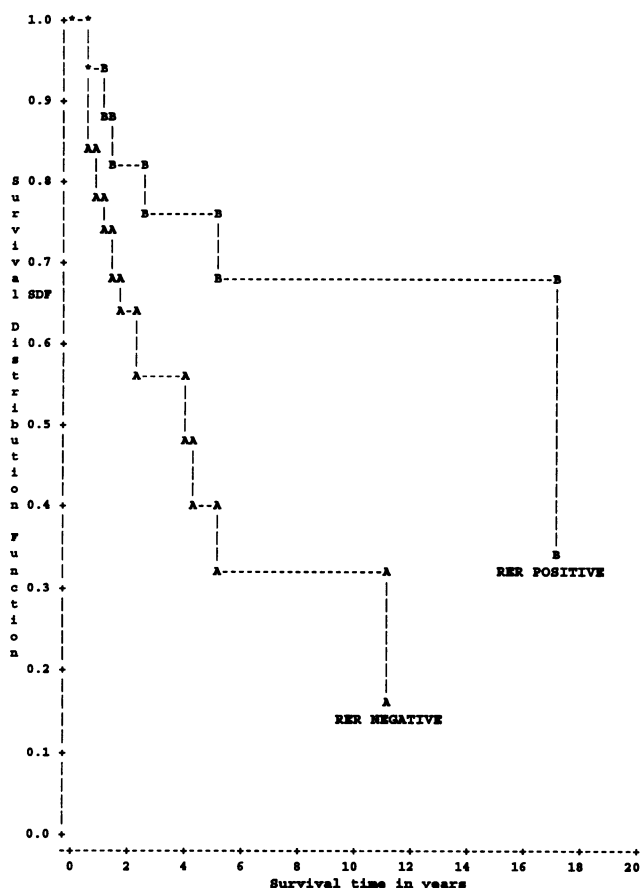 1.0
0.9
0.8
0.7
SDF
0.6
0.5
0.4
0.3
0.2
0.1
0.0
Survival Distribution Function
RER POSITIVE
RER NEGATIVE
0 2 4 6 8 10 12 14 16 18 20
Survival time in years